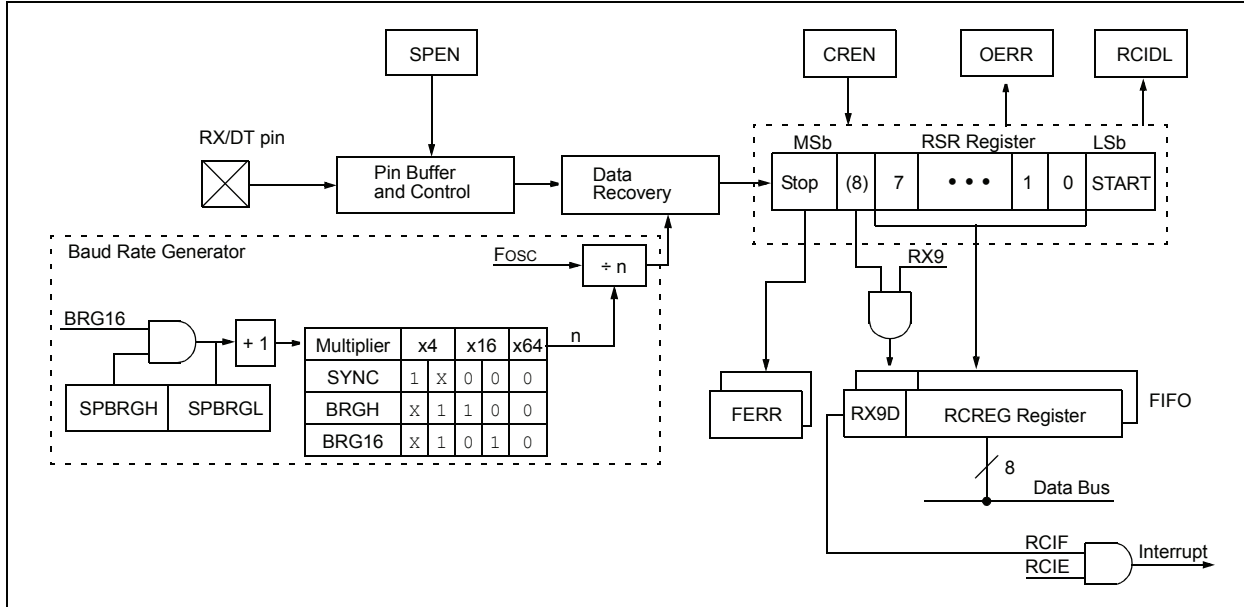 SPEN
CREN
OERR
RCIDL
RX/DT pin
Pin Buffer
and Control
Data
Recovery
MSb
RSR Register
LSb
Stop (8) 7 • • • 1 0 START
Baud Rate Generator
FOSC
÷ n
RX9
BRG16
+ 1
n
SPBRGH SPBRGL
Multiplier x4 x16 x64
SYNC 1 X 0 0 0
BRGH X 1 1 0 0
BRG16 X 1 0 1 0
FERR
RX9D RCREG Register
FIFO
8
Data Bus
RCIF
RCIE
Interrupt